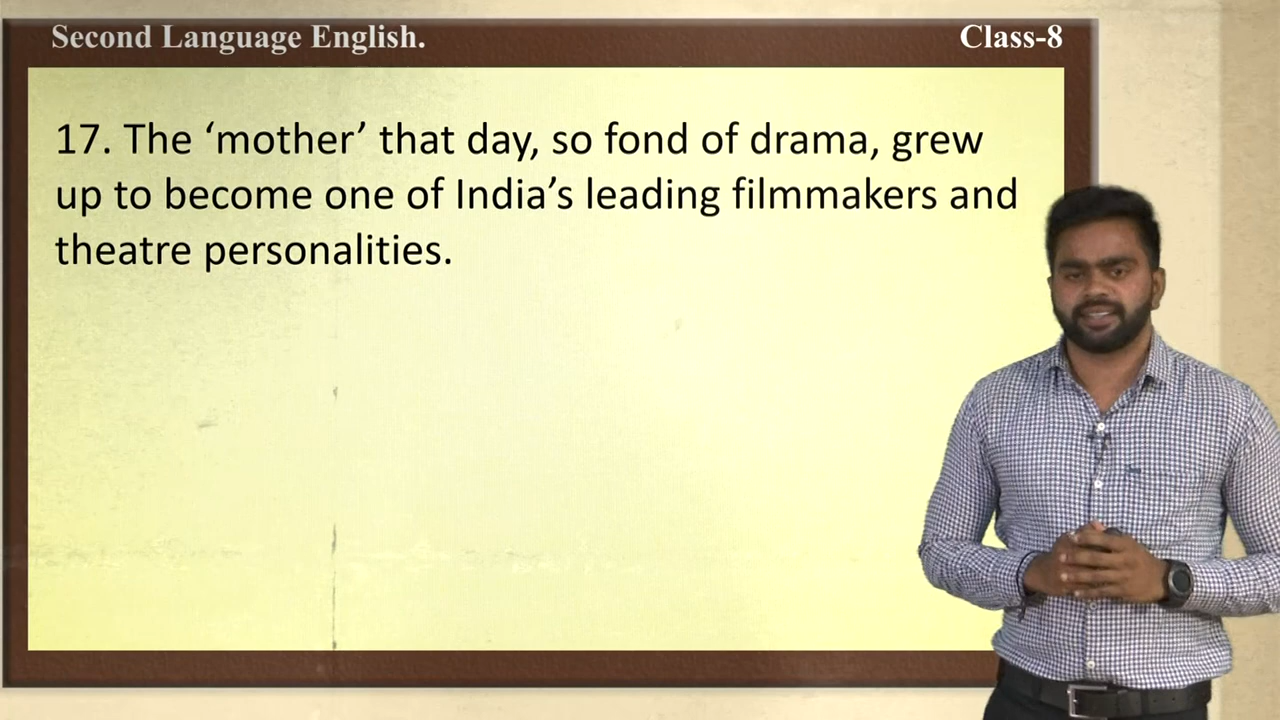 Second Language English.
Class-8
17. The ‘mother’ that day, so fond of drama, grew
up to become one of India’s leading filmmakers and
theatre personalities.